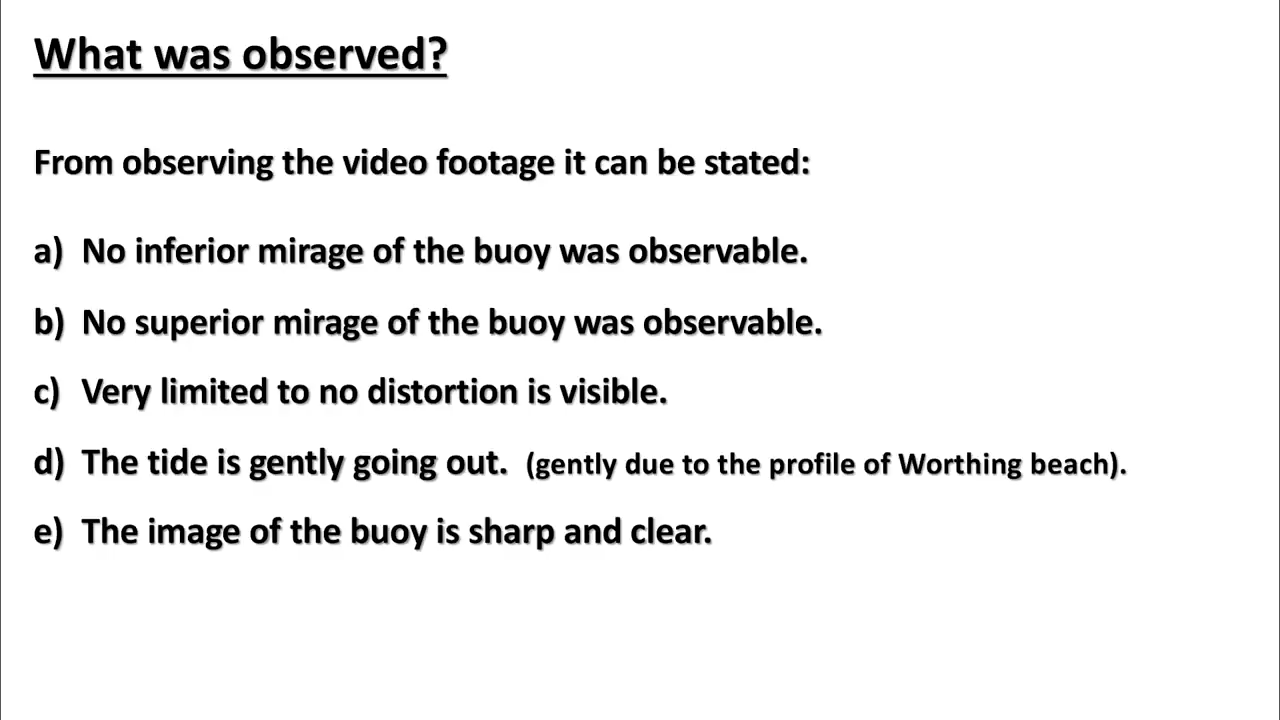 What was observed?
From observing the video footage it can be stated:
a) No inferior mirage of the buoy was observable.
b) No superior mirage of the buoy was observable.
c) Very limited to no distortion is visible.
d) The tide is gently going out. (gently due to the profile of Worthing beach).
e) The image of the buoy is sharp and clear.